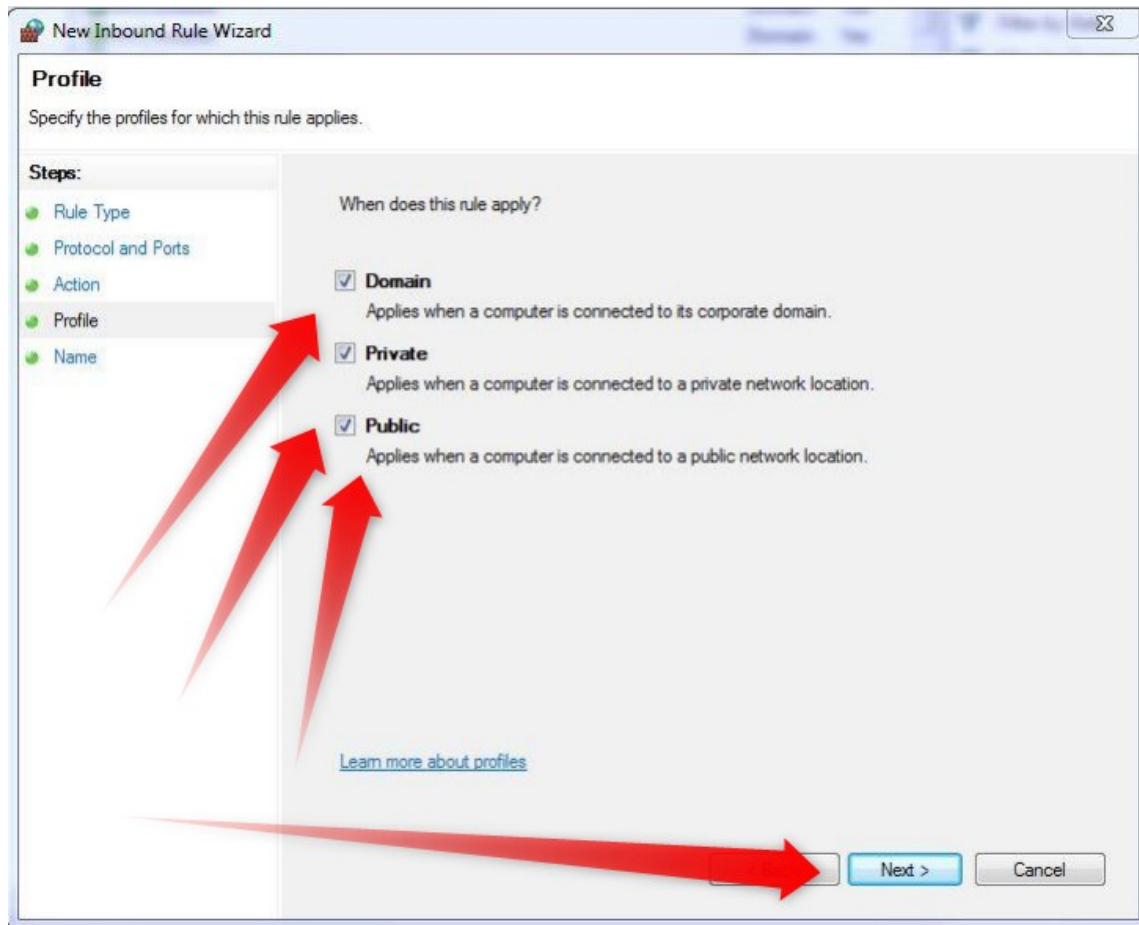 New Inbound Rule Wizard
Profile
Specify the profiles for which this rule applies.
Steps:
Rule Type
Protocol and Ports
Action
Profile
Name
When does this rule apply?
Domain
Applies when a computer is connected to its corporate domain.
Private
Applies when a computer is connected to a private network location.
Public
Applies when a computer is connected to a public network location.
Learn more about profiles
Next >
Cancel